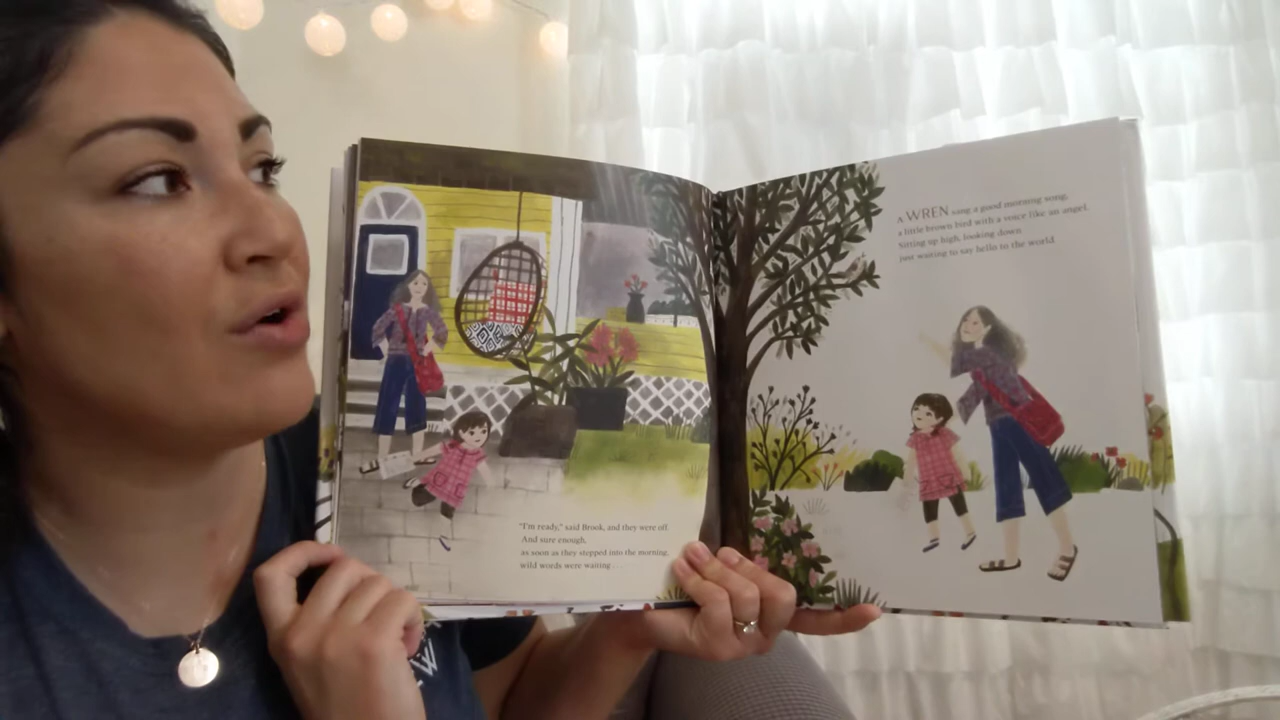 "I'm ready," said Brook, and they were off.
And sure enough,
as soon as they stepped into the morning,
wild words were waiting . . .
A WREN sang a good morning song,
a little brown bird with a voice like an angel.
Sitting up high, looking down
just waiting to say hello to the world.
W